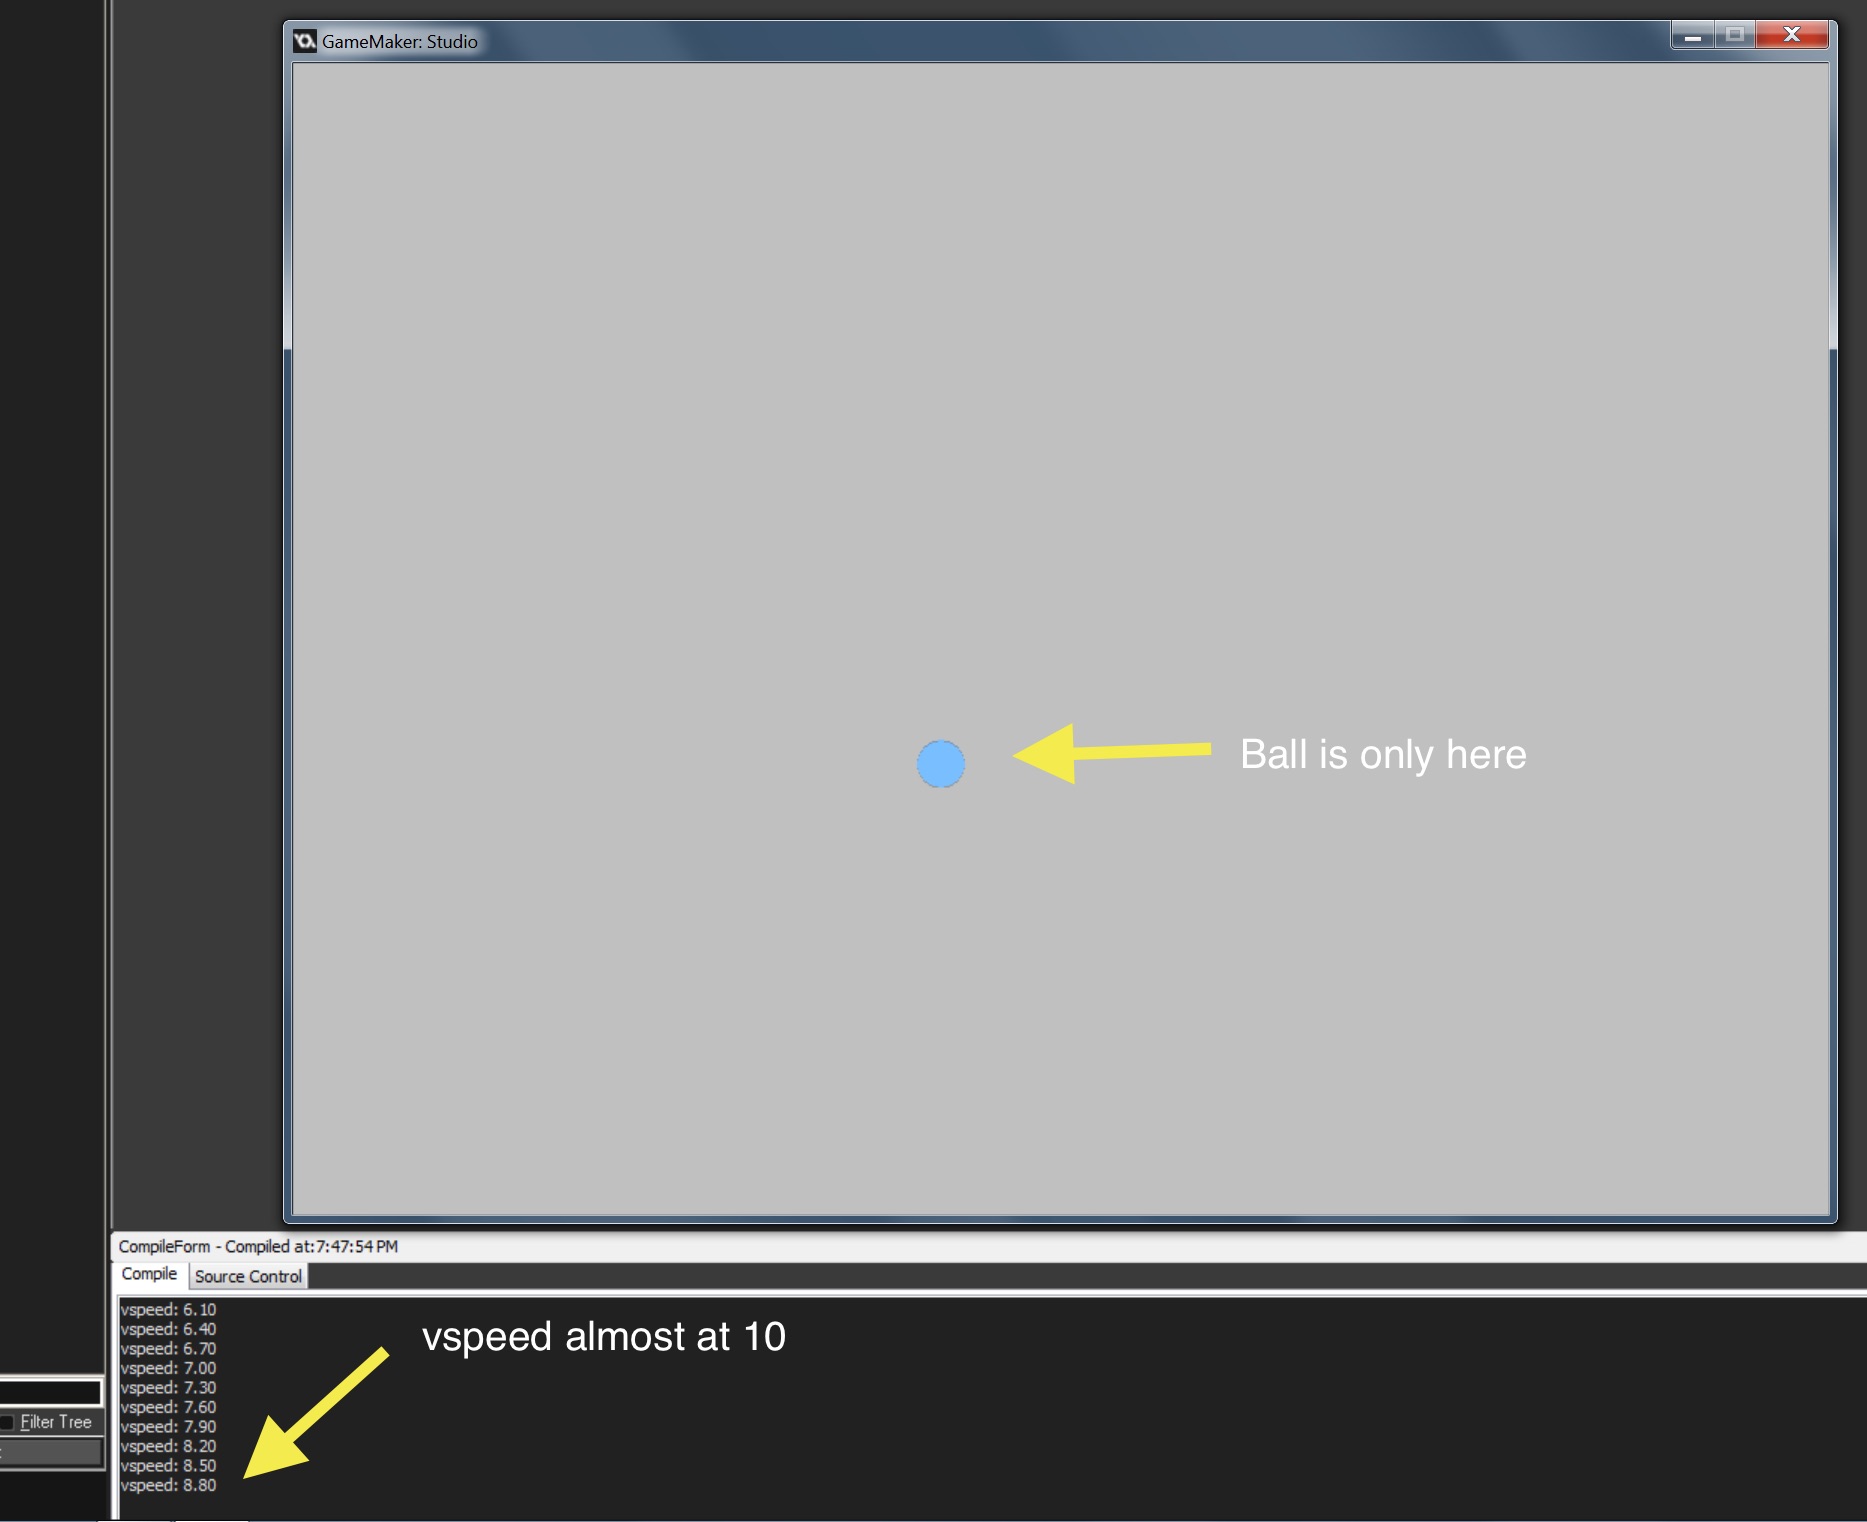 GameMaker: Studio
Ball is only here
CompileForm - Compiled at:7:47:54 PM
Compile
Source Control
vspeed: 6.10
vspeed: 6.40
vspeed: 6.70
vspeed: 7.00
vspeed: 7.30
vspeed: 7.60
vspeed: 7.90
vspeed: 8.20
vspeed: 8.50
vspeed: 8.80
vspeed almost at 10
Filter Tree